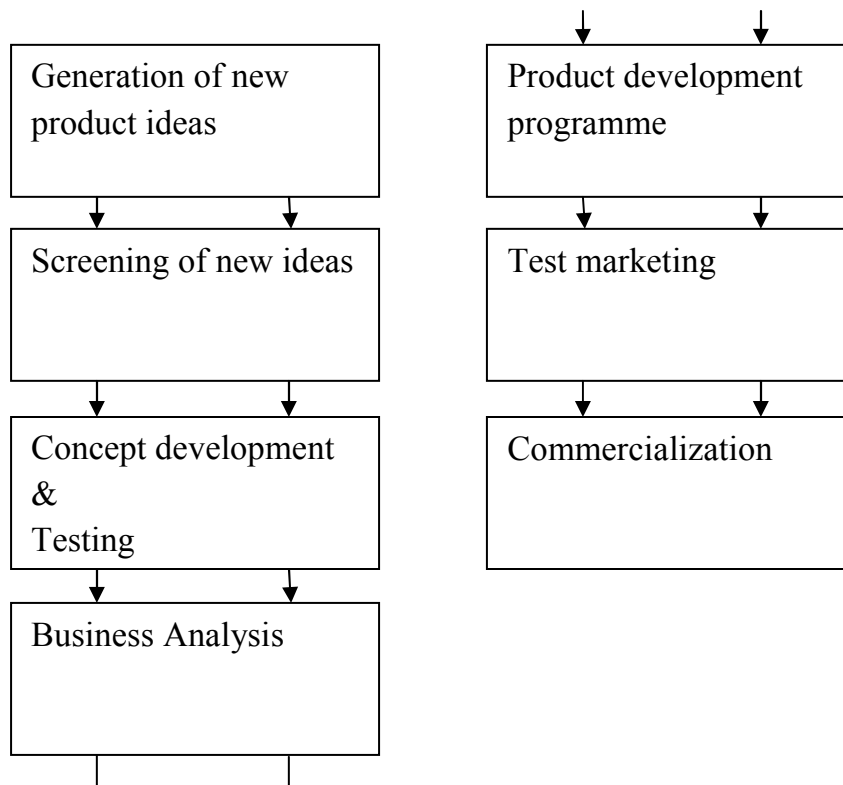 Generation of new
product ideas
Screening of new ideas
Concept development
&
Testing
Business Analysis
Product development
programme
Test marketing
Commercialization